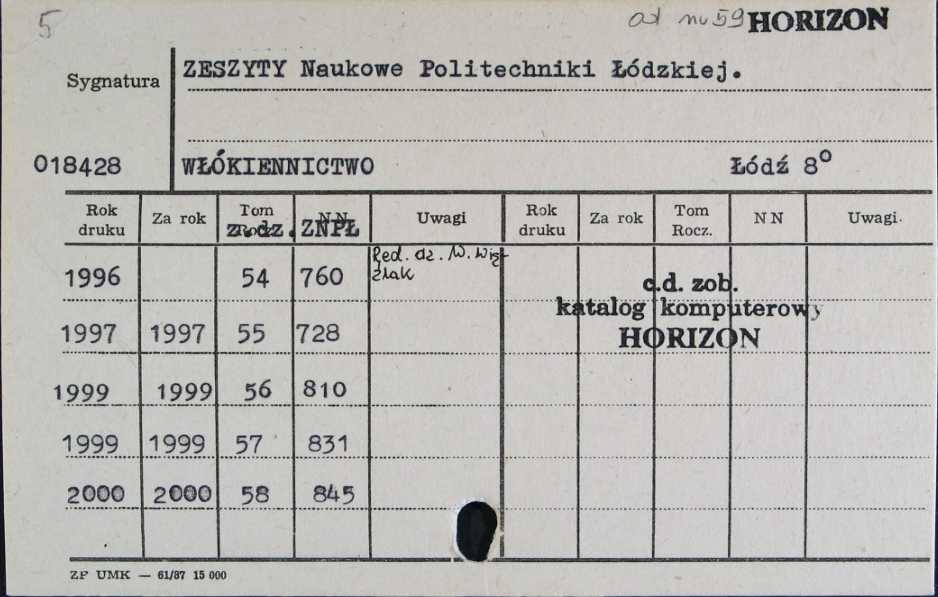 5 od nu 59 HORIZON
Sygnatura ZESZYTY Naukowe Politechniki Łódzkiej.
018428 WŁÓKIENNICTWO Łódź 8°
Rok druku Za rok Tom Rocz. NN Uwagi Rok druku Za rok Tom Rocz. NN Uwagi.
z.dz. ZNPŁ
1996 54 760 Red. dz. W. Więźlak
1997 1997 55 728
1999 1999 56 810
1999 1999 57 831
2000 2000 58 845
c.d. zob.
katalog komputerowy
HORIZON
ZP UMK — 61/87 15 000